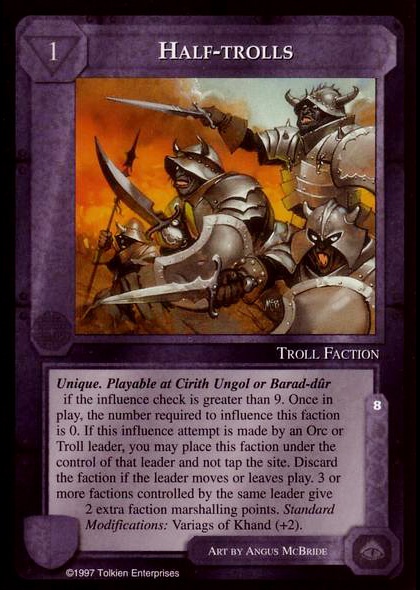 1
HALF-TROLLS
McB
TROLL FACTION
Unique. Playable at Cirith Ungol or Barad-dûr
if the influence check is greater than 9. Once in
play, the number required to influence this faction
is 0. If this influence attempt is made by an Orc or
Troll leader, you may place this faction under the
control of that leader and not tap the site. Discard
the faction if the leader moves or leaves play. 3 or
more factions controlled by the same leader give
2 extra faction marshalling points. Standard
Modifications: Variags of Khand (+2).
8
ART BY ANGUS MCBRIDE
©1997 Tolkien Enterprises